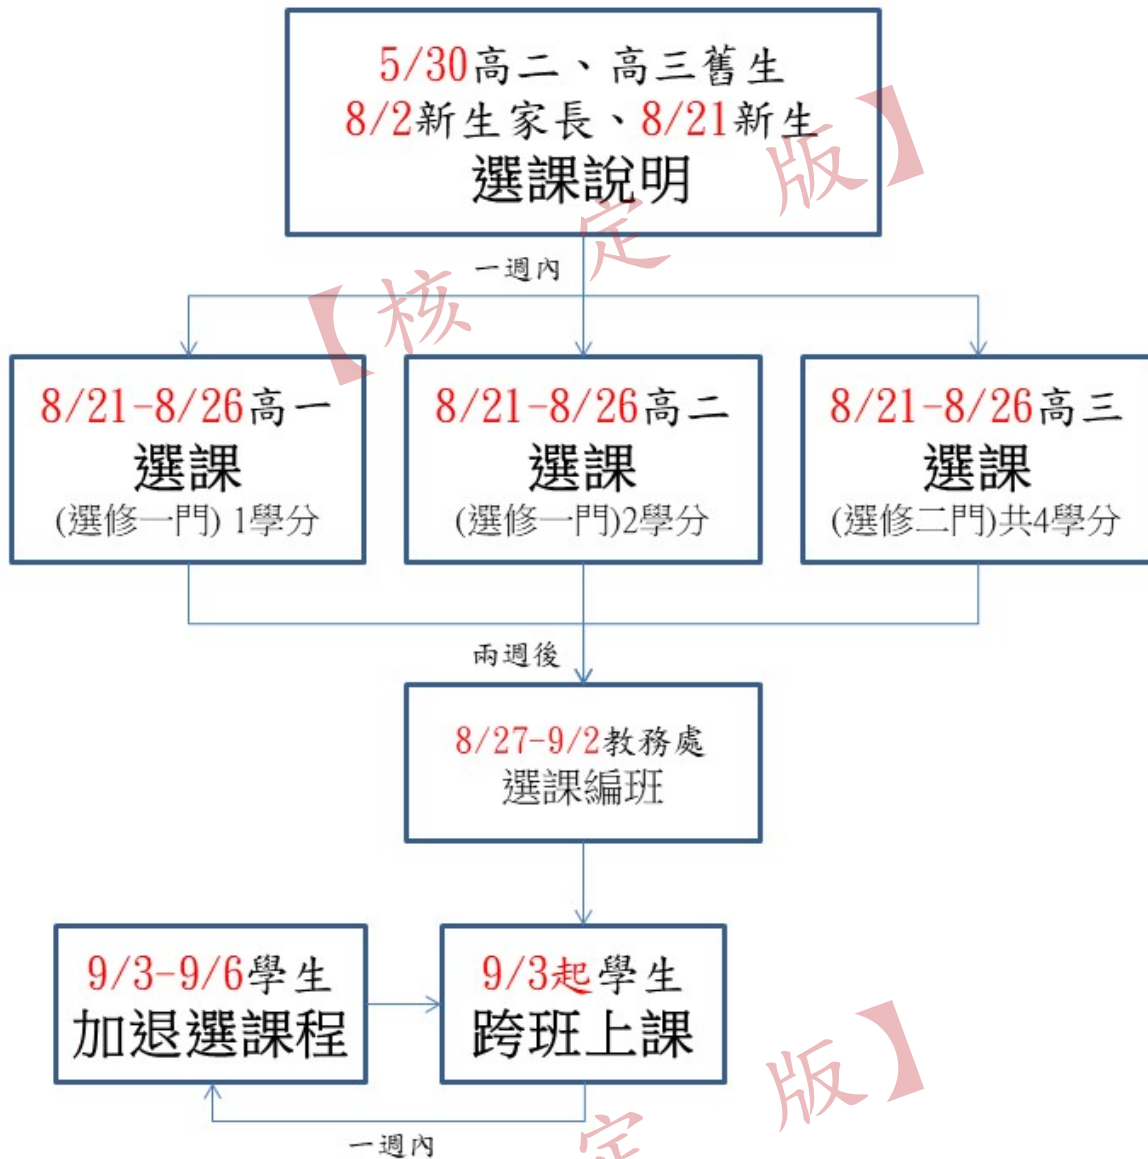 5/30高二、高三舊生
8/2新生家長、8/21新生
選課說明
一週內
8/21-8/26高一
選課
(選修一門) 1學分
8/21-8/26高二
選課
(選修一門)2學分
8/21-8/26高三
選課
(選修二門)共4學分
兩週後
8/27-9/2教務處
選課編班
9/3-9/6學生
加退選課程
9/3起學生
跨班上課
一週內
【核定版】
定版】